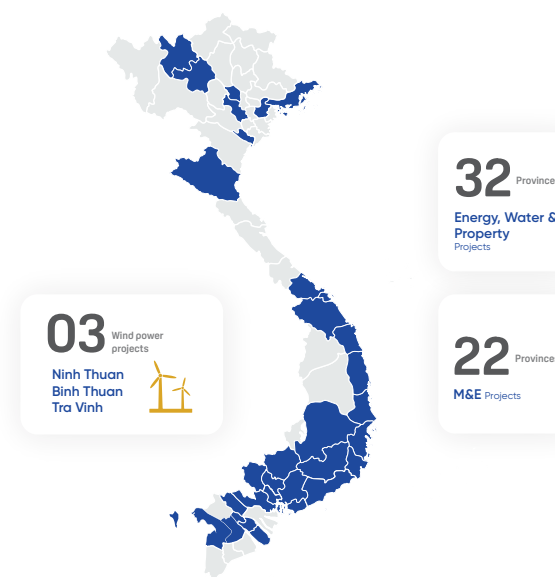 32 Province
Energy, Water &
Property
Projects
03 Wind power
projects
Ninh Thuan
Binh Thuan
Tra Vinh
22 Province
M&E Projects